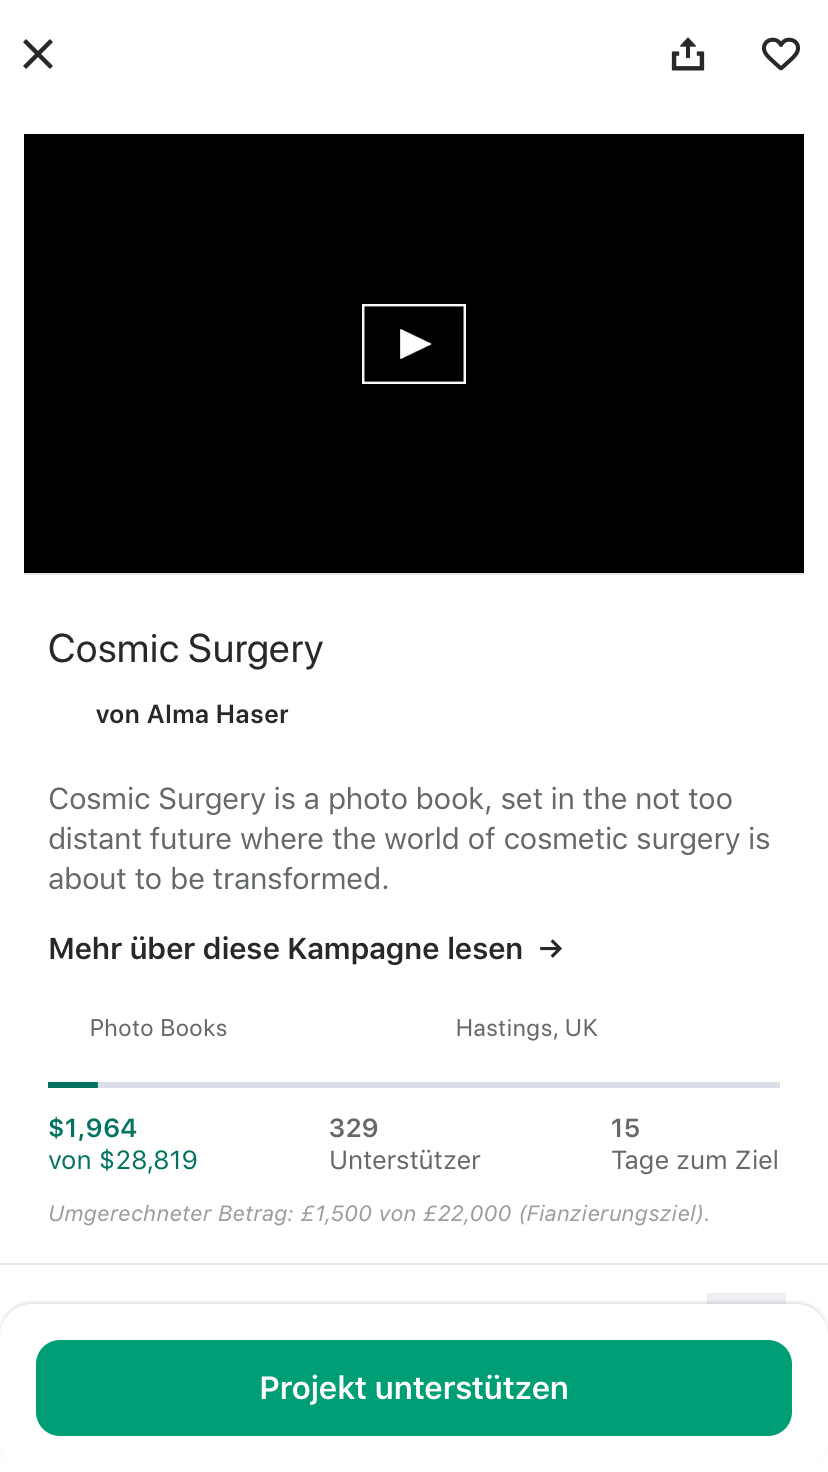 Cosmic Surgery
von Alma Haser
Cosmic Surgery is a photo book, set in the not too
distant future where the world of cosmetic surgery is
about to be transformed.
Mehr über diese Kampagne lesen →
Photo Books
Hastings, UK
$1,964
von $28,819
329
Unterstützer
15
Tage zum Ziel
Umgerechneter Betrag: £1,500 von £22,000 (Fianzierungsziel).
Projekt unterstützen